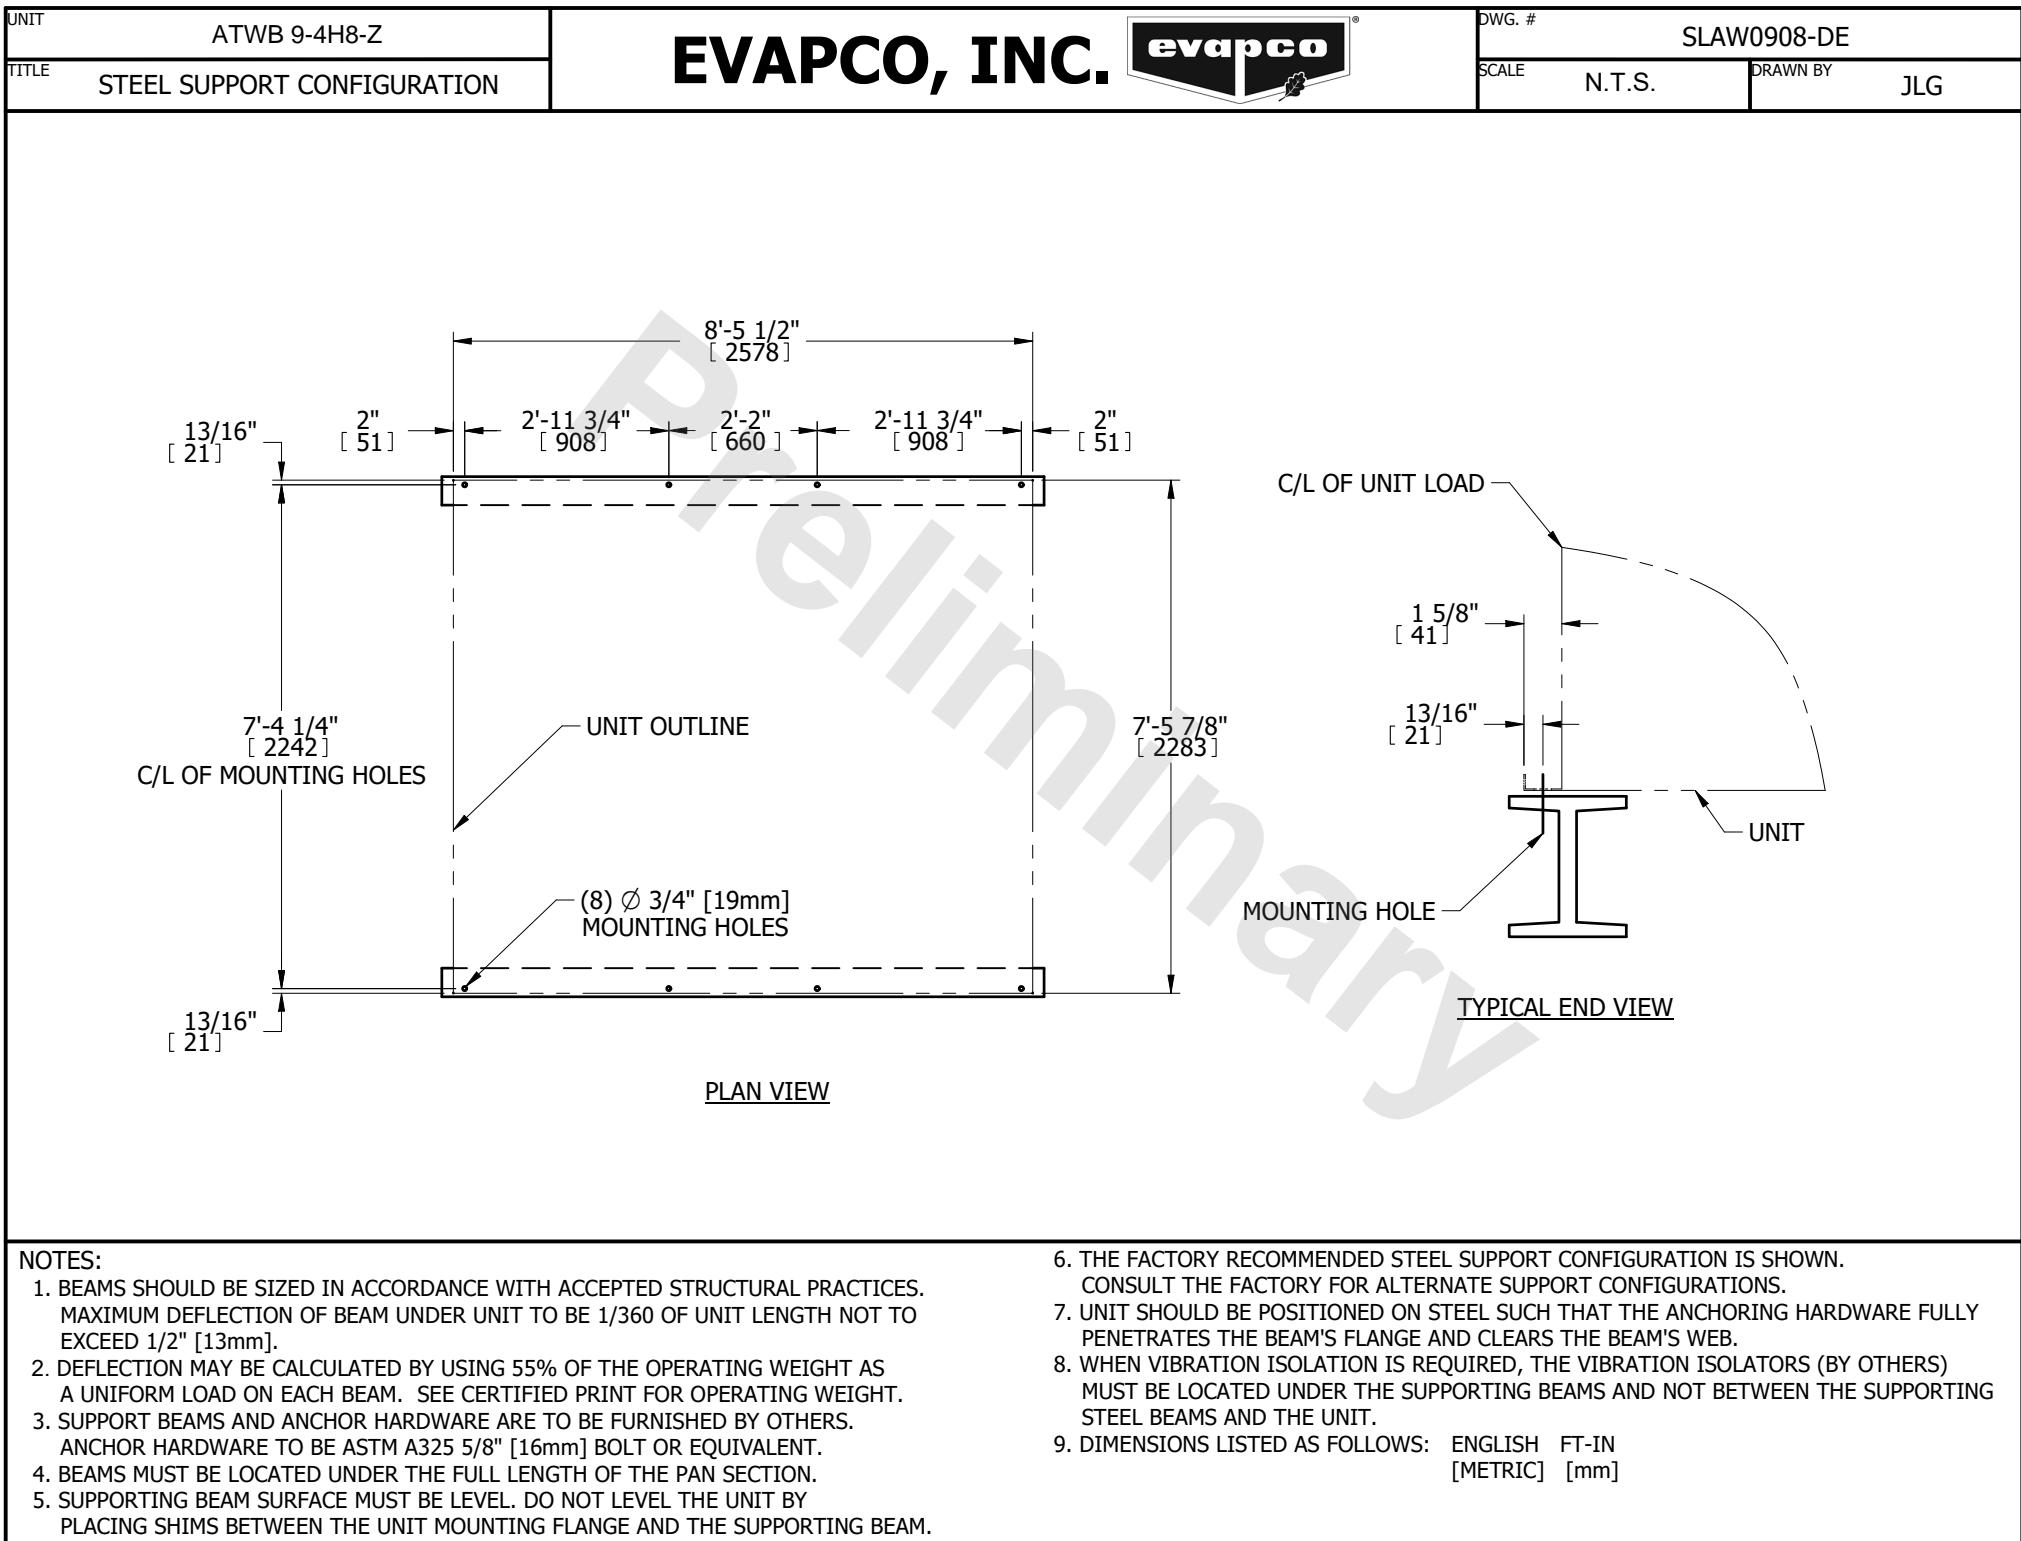 UNIT
ATWB 9-4H8-Z
TITLE
STEEL SUPPORT CONFIGURATION
EVAPCO, INC.
evapco
®
DWG. #
SLAW0908-DE
SCALE
N.T.S.
DRAWN BY
JLG
8'-5 1/2"
[ 2578]
13/16"
[ 21]
2"
[ 51]
2'-11 3/4"
[ 908]
2'-2"
[ 660 ]
2'-11 3/4"
[ 908 ]
2"
[ 51]
7'-4 1/4"
[ 2242]
C/L OF MOUNTING HOLES
UNIT OUTLINE
7'-5 7/8"
[ 2283]
(8) ∅ 3/4" [19mm]
MOUNTING HOLES
13/16"
[ 21]
PLAN VIEW
C/L OF UNIT LOAD
1 5/8"
[ 41]
13/16"
[ 21]
UNIT
MOUNTING HOLE
TYPICAL END VIEW
Preliminary
NOTES:
1. BEAMS SHOULD BE SIZED IN ACCORDANCE WITH ACCEPTED STRUCTURAL PRACTICES.
MAXIMUM DEFLECTION OF BEAM UNDER UNIT TO BE 1/360 OF UNIT LENGTH NOT TO
EXCEED 1/2" [13mm].
2. DEFLECTION MAY BE CALCULATED BY USING 55% OF THE OPERATING WEIGHT AS
A UNIFORM LOAD ON EACH BEAM. SEE CERTIFIED PRINT FOR OPERATING WEIGHT.
3. SUPPORT BEAMS AND ANCHOR HARDWARE ARE TO BE FURNISHED BY OTHERS.
ANCHOR HARDWARE TO BE ASTM A325 5/8" [16mm] BOLT OR EQUIVALENT.
4. BEAMS MUST BE LOCATED UNDER THE FULL LENGTH OF THE PAN SECTION.
5. SUPPORTING BEAM SURFACE MUST BE LEVEL. DO NOT LEVEL THE UNIT BY
PLACING SHIMS BETWEEN THE UNIT MOUNTING FLANGE AND THE SUPPORTING BEAM.
6. THE FACTORY RECOMMENDED STEEL SUPPORT CONFIGURATION IS SHOWN.
CONSULT THE FACTORY FOR ALTERNATE SUPPORT CONFIGURATIONS.
7. UNIT SHOULD BE POSITIONED ON STEEL SUCH THAT THE ANCHORING HARDWARE FULLY
PENETRATES THE BEAM'S FLANGE AND CLEARS THE BEAM'S WEB.
8. WHEN VIBRATION ISOLATION IS REQUIRED, THE VIBRATION ISOLATORS (BY OTHERS)
MUST BE LOCATED UNDER THE SUPPORTING BEAMS AND NOT BETWEEN THE SUPPORTING
STEEL BEAMS AND THE UNIT.
9. DIMENSIONS LISTED AS FOLLOWS: ENGLISH FT-IN
[METRIC] [mm]